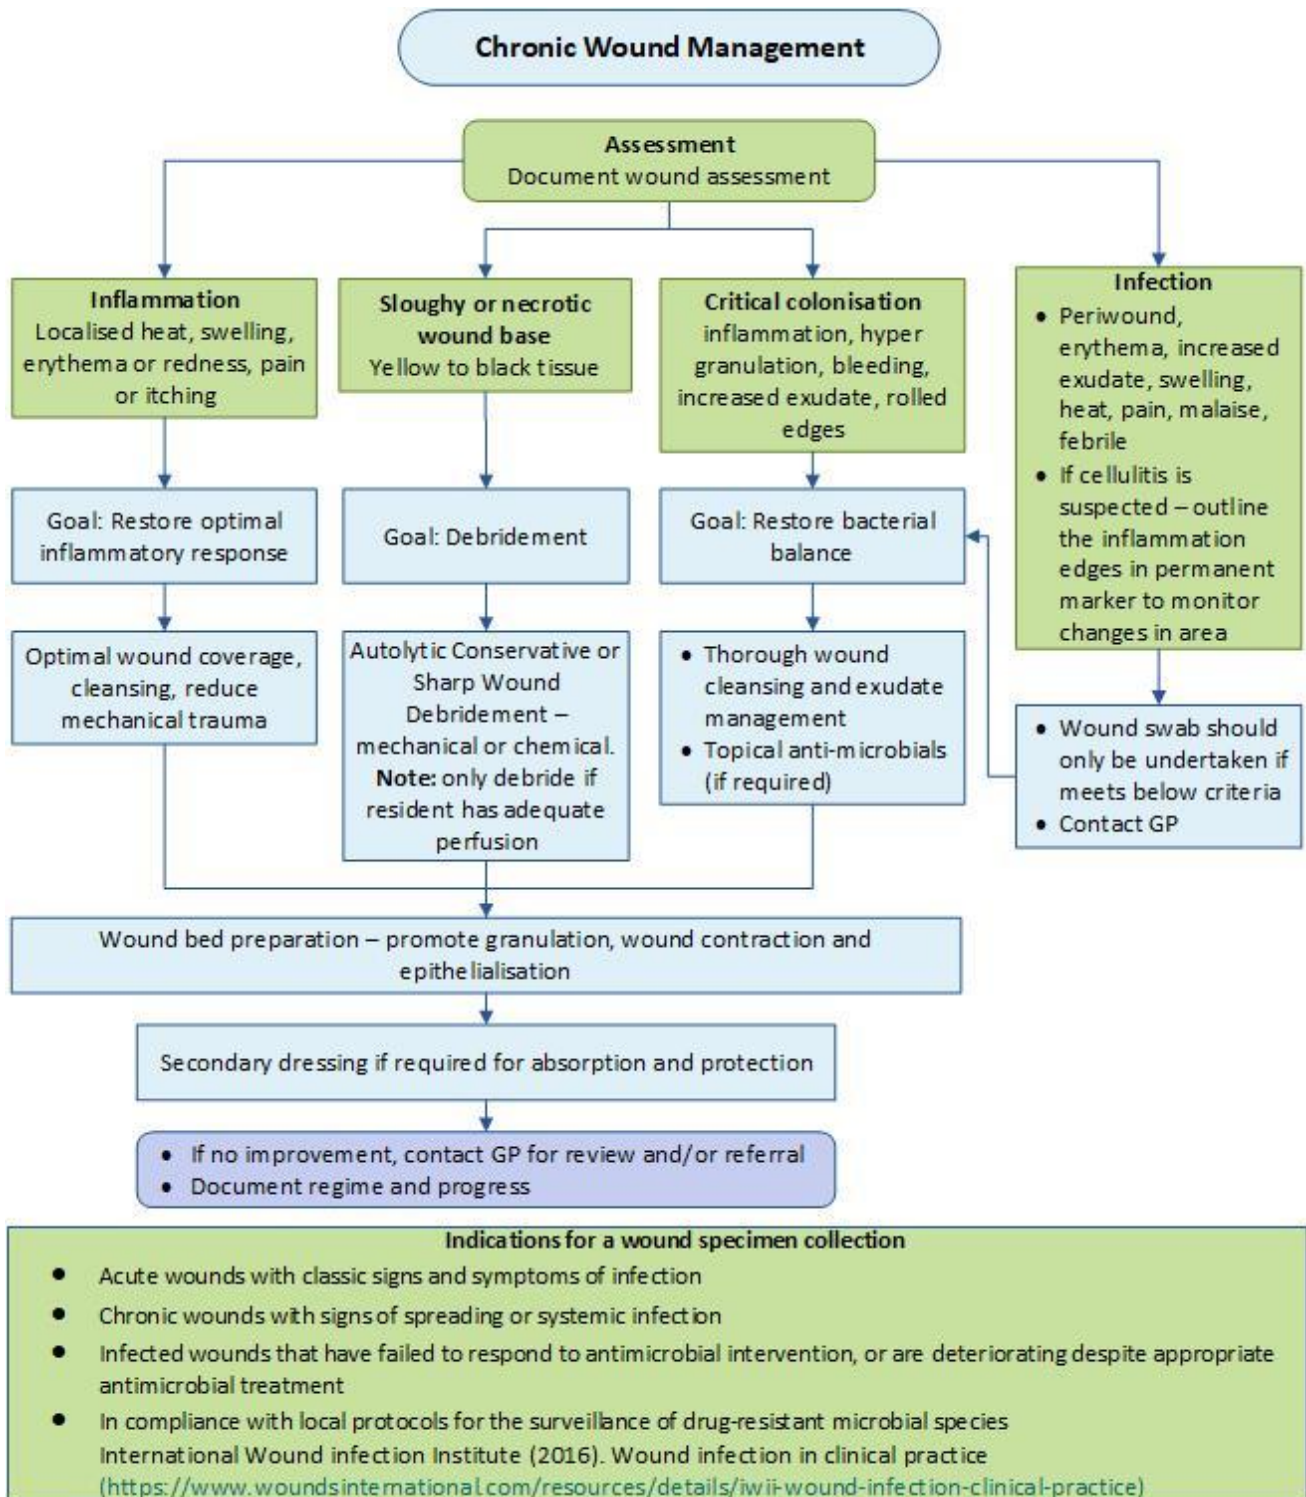 Chronic Wound Management
Assessment
Document wound assessment
Inflammation
Localised heat, swelling,
erythema or redness, pain
or itching
Goal: Restore optimal
inflammatory response
Optimal wound coverage,
cleansing, reduce
mechanical trauma
Sloughy or necrotic
wound base
Yellow to black tissue
Goal: Debridement
Autolytic Conservative or
Sharp Wound
Debridement –
mechanical or chemical.
Note: only debride if
resident has adequate
perfusion
Critical colonisation
inflammation, hyper
granulation, bleeding,
increased exudate, rolled
edges
Goal: Restore bacterial
balance
• Thorough wound
cleansing and exudate
management
• Topical anti-microbials
(if required)
Infection
• Periwound,
erythema, increased
exudate, swelling,
heat, pain, malaise,
febrile
• If cellulitis is
suspected – outline
the inflammation
edges in permanent
marker to monitor
changes in area
• Wound swab should
only be undertaken if
meets below criteria
• Contact GP
Wound bed preparation – promote granulation, wound contraction and
epithelialisation
Secondary dressing if required for absorption and protection
• If no improvement, contact GP for review and/or referral
• Document regime and progress
Indications for a wound specimen collection
• Acute wounds with classic signs and symptoms of infection
• Chronic wounds with signs of spreading or systemic infection
• Infected wounds that have failed to respond to antimicrobial intervention, or are deteriorating despite appropriate
antimicrobial treatment
• In compliance with local protocols for the surveillance of drug-resistant microbial species
International Wound infection Institute (2016). Wound infection in clinical practice
(https://www.woundsinternational.com/resources/details/iwii-wound-infection-clinical-practice)